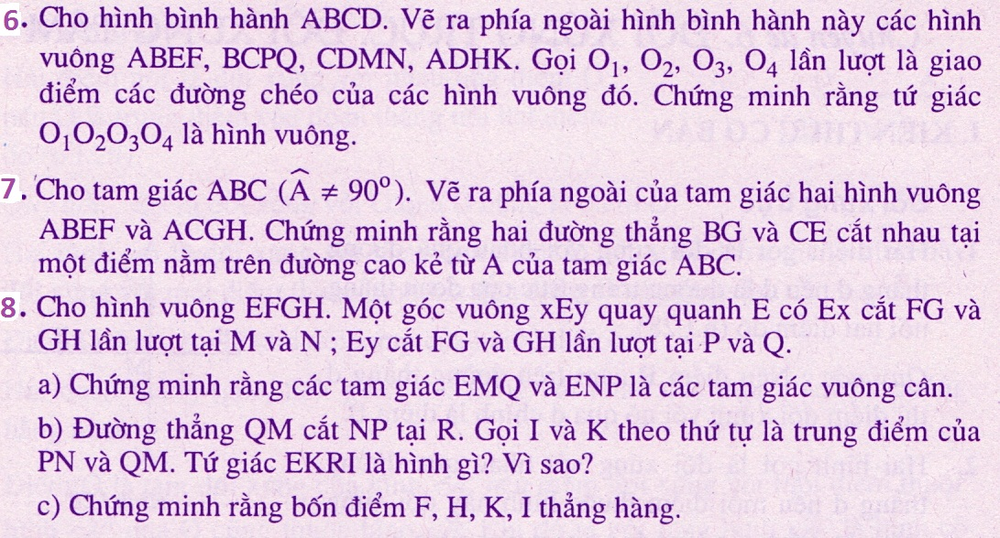 6. Cho hình bình hành ABCD. Vẽ ra phía ngoài hình bình hành này các hình
vuông ABEF, BCPQ, CDMN, ADHK. Gọi O₁, O₂, O₃, O₄ lần lượt là giao
điểm các đường chéo của các hình vuông đó. Chứng minh rằng tứ giác
O₁O₂O₃O₄ là hình vuông.
7. Cho tam giác ABC (Â ≠ 90°). Vẽ ra phía ngoài của tam giác hai hình vuông
ABEF và ACGH. Chứng minh rằng hai đường thẳng BG và CE cắt nhau tại
một điểm nằm trên đường cao kẻ từ A của tam giác ABC.
8. Cho hình vuông EFGH. Một góc vuông xEy quay quanh E có Ex cắt FG và
GH lần lượt tại M và N ; Ey cắt FG và GH lần lượt tại P và Q.
a) Chứng minh rằng các tam giác EMQ và ENP là các tam giác vuông cân.
b) Đường thẳng QM cắt NP tại R. Gọi I và K theo thứ tự là trung điểm của
PN và QM. Tứ giác EKRI là hình gì? Vì sao?
c) Chứng minh rằng bốn điểm F, H, K, I thẳng hàng.